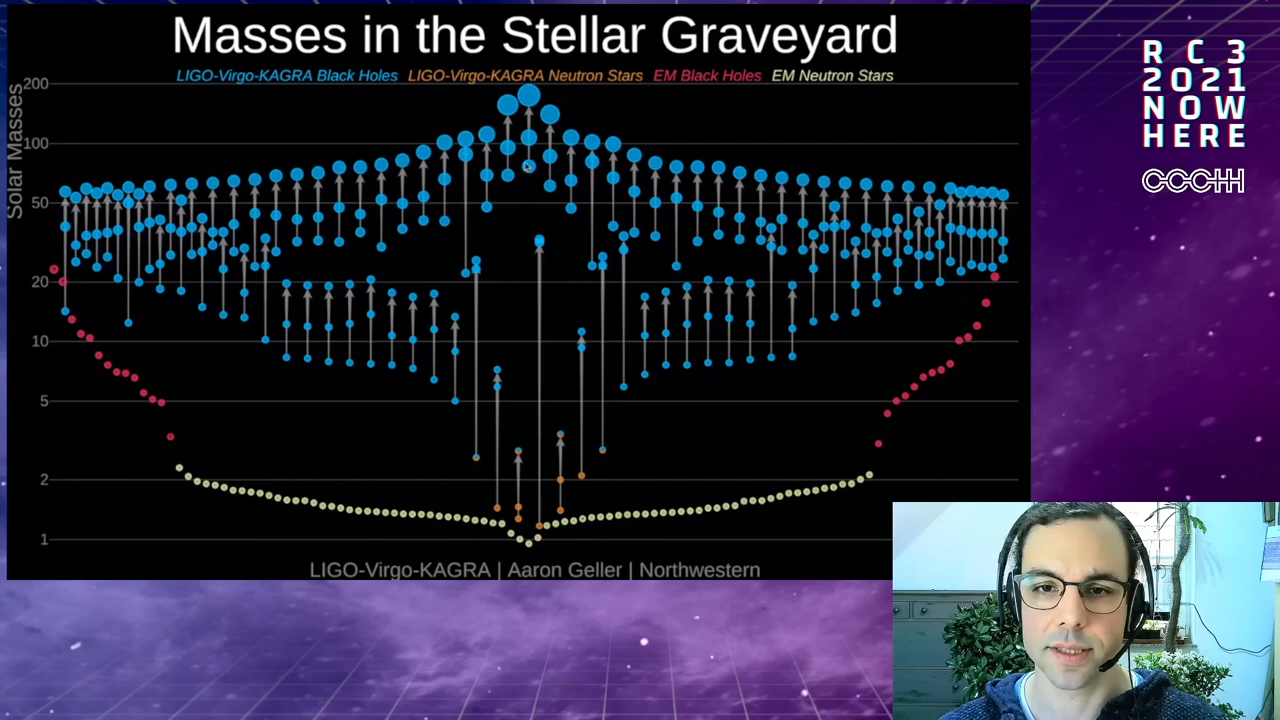 Masses in the Stellar Graveyard
LIGO-Virgo-KAGRA Black Holes LIGO-Virgo-KAGRA Neutron Stars EM Black Holes EM Neutron Stars
Solar Masses
200
100
50
20
10
5
2
1
LIGO-Virgo-KAGRA | Aaron Geller | Northwestern
R C 3
2021
NOW
HERE
CCCHH